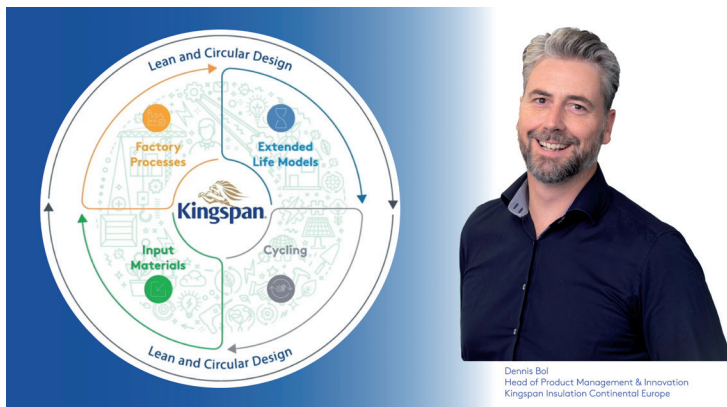 Lean and Circular Design
Factory
Processes
Extended
Life Models
Kingspan.
Input
Materials
Cycling
Lean and Circular Design
Dennis Bol
Head of Product Management & Innovation
Kingspan Insulation Continental Europe